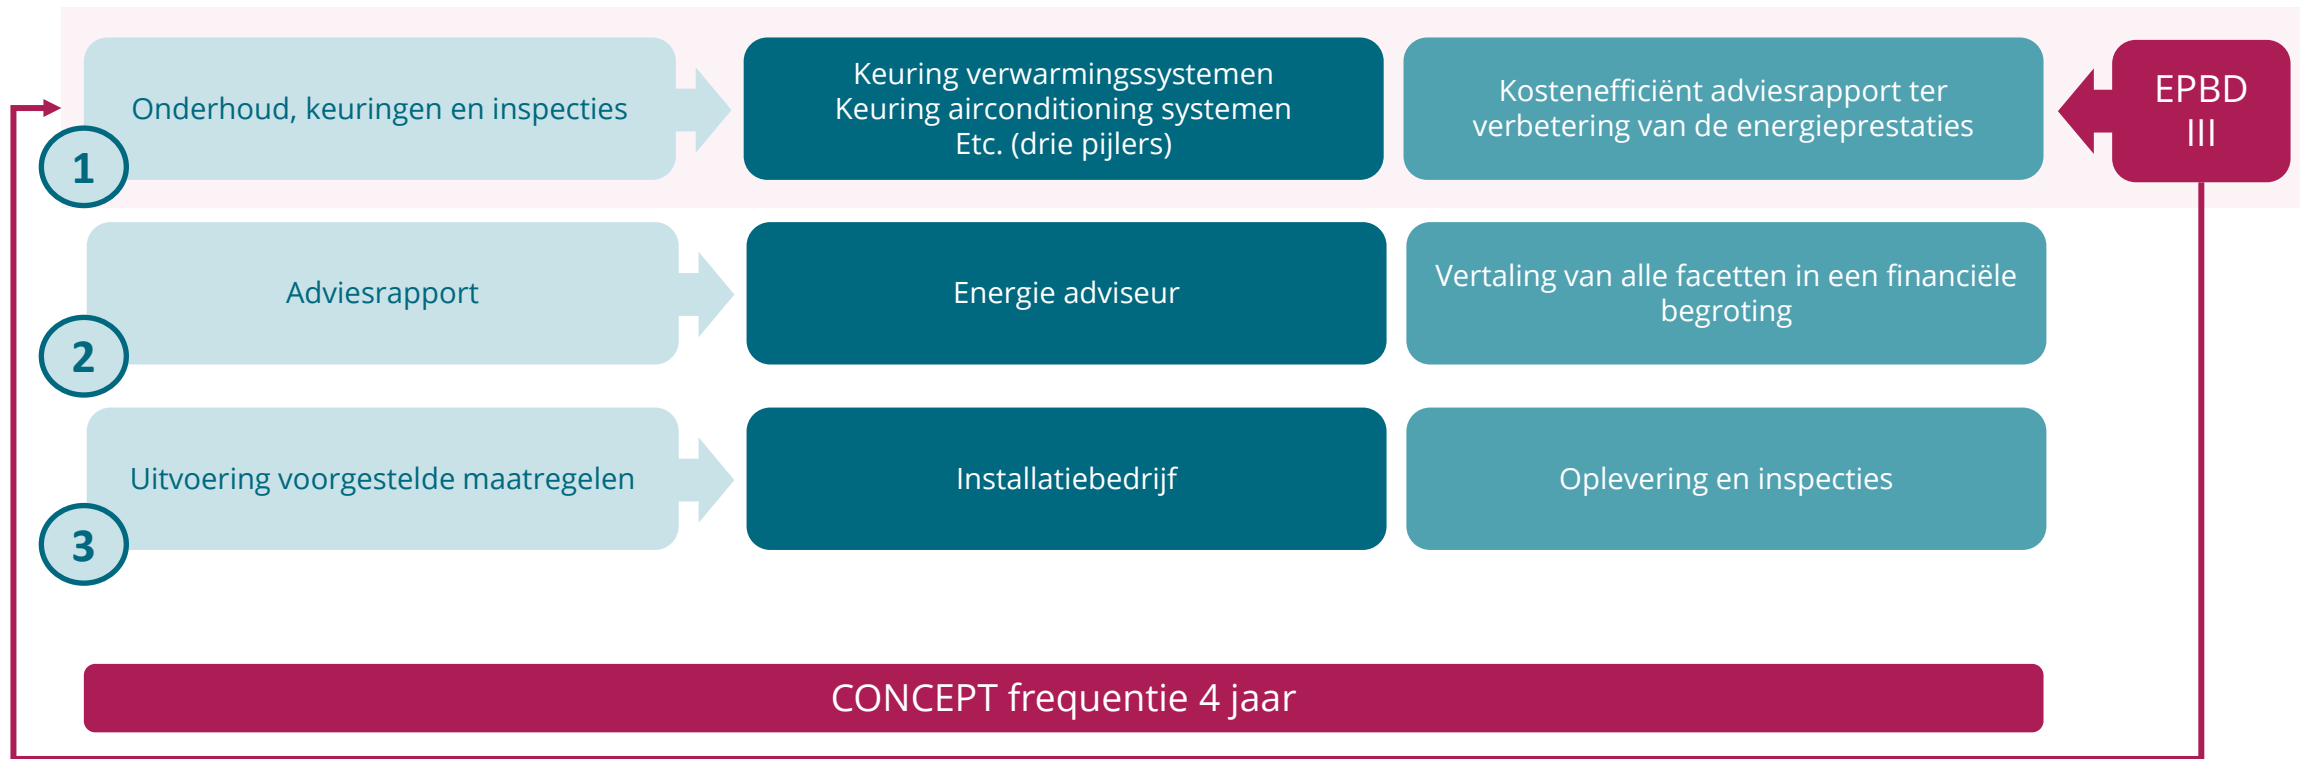 Onderhoud, keuringen en inspecties
1
Keuring verwarmingssystemen
Keuring airconditioning systemen
Etc. (drie pijlers)
Kostenefficiënt adviesrapport ter
verbetering van de energieprestaties
EPBD
III
Adviesrapport
2
Energie adviseur
Vertaling van alle facetten in een financiële
begroting
Uitvoering voorgestelde maatregelen
3
Installatiebedrijf
Oplevering en inspecties
CONCEPT frequentie 4 jaar